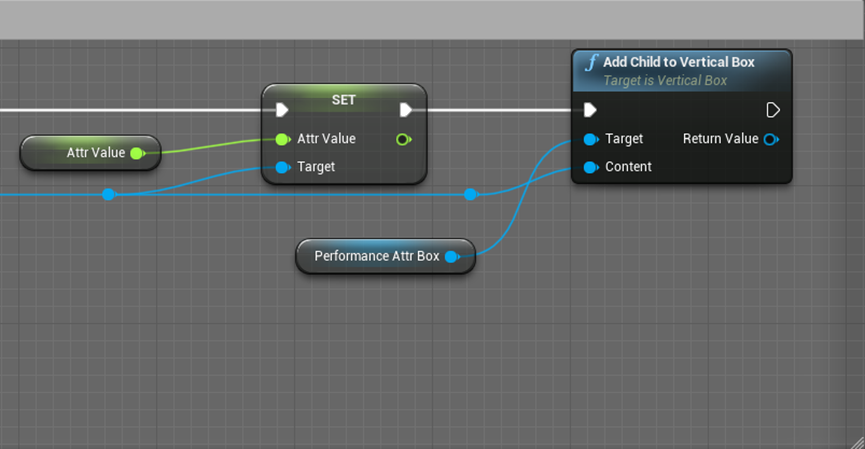 SET
Attr Value
Target
Attr Value
Performance Attr Box
Add Child to Vertical Box
Target is Vertical Box
Target
Return Value
Content